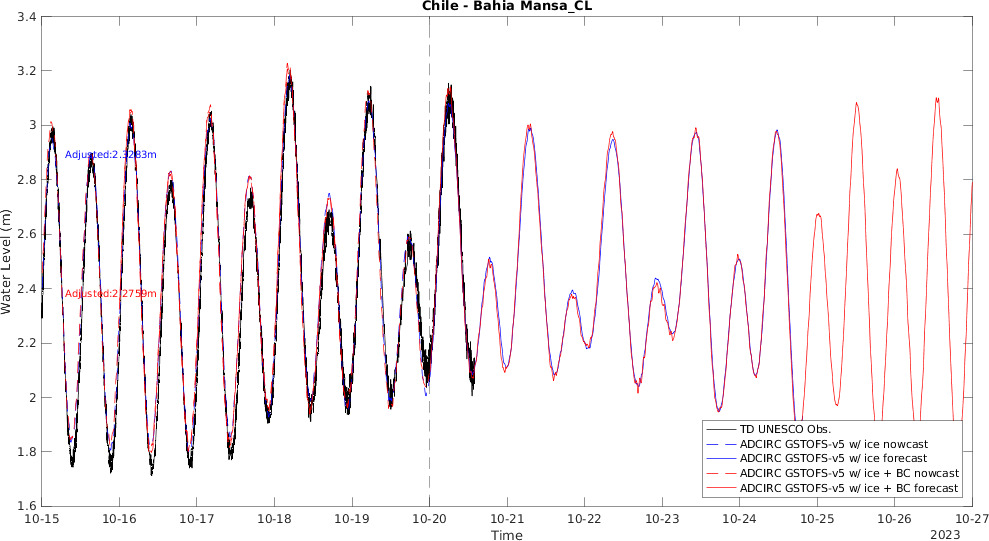 Chile - Bahia Mansa_CL
3.4
3.2
3
2.8
2.6
2.4
2.2
2
1.8
1.6
Water Level (m)
Adjusted:2.3283m
Adjusted:2.2759m
TD UNESCO Obs.
ADCIRC GSTOFS-v5 w/ ice nowcast
ADCIRC GSTOFS-v5 w/ ice forecast
ADCIRC GSTOFS-v5 w/ ice + BC nowcast
ADCIRC GSTOFS-v5 w/ ice + BC forecast
10-15 10-16 10-17 10-18 10-19 10-20 10-21 10-22 10-23 10-24 10-25 10-26 10-27
Time
2023